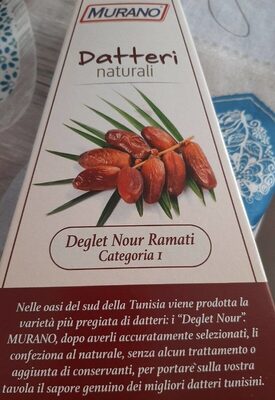 MURANO®
Datteri
naturali
Deglet Nour Ramati
Categoria I
Nelle oasi del sud della Tunisia viene prodotta la
varietà più pregiata di datteri: i “Deglet Nour”.
MURANO, dopo averli accuratamente selezionati, li
confeziona al naturale, senza alcun trattamento o
aggiunta di conservanti, per portare sulla vostra
tavola il sapore genuino dei migliori datteri tunisini.